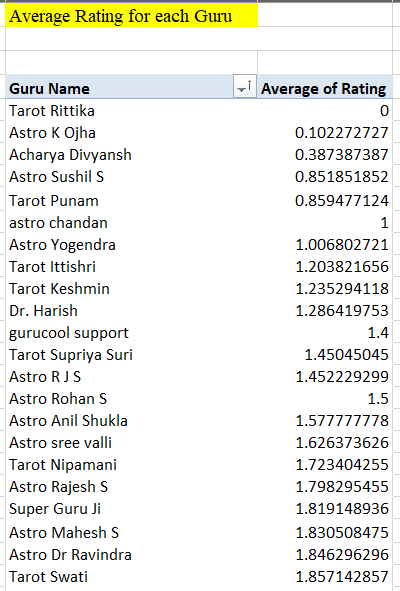 Average Rating for each Guru
Guru Name Average of Rating
Tarot Rittika 0
Astro K Ojha 0.102272727
Acharya Divyansh 0.387387387
Astro Sushil S 0.851851852
Tarot Punam 0.859477124
astro chandan 1
Astro Yogendra 1.006802721
Tarot Ittishri 1.203821656
Tarot Keshmin 1.235294118
Dr. Harish 1.286419753
gurucool support 1.4
Tarot Supriya Suri 1.45045045
Astro R J S 1.452229299
Astro Rohan S 1.5
Astro Anil Shukla 1.577777778
Astro sree valli 1.626373626
Tarot Nipamani 1.723404255
Astro Rajesh S 1.798295455
Super Guru Ji 1.819148936
Astro Mahesh S 1.830508475
Astro Dr Ravindra 1.846296296
Tarot Swati 1.857142857